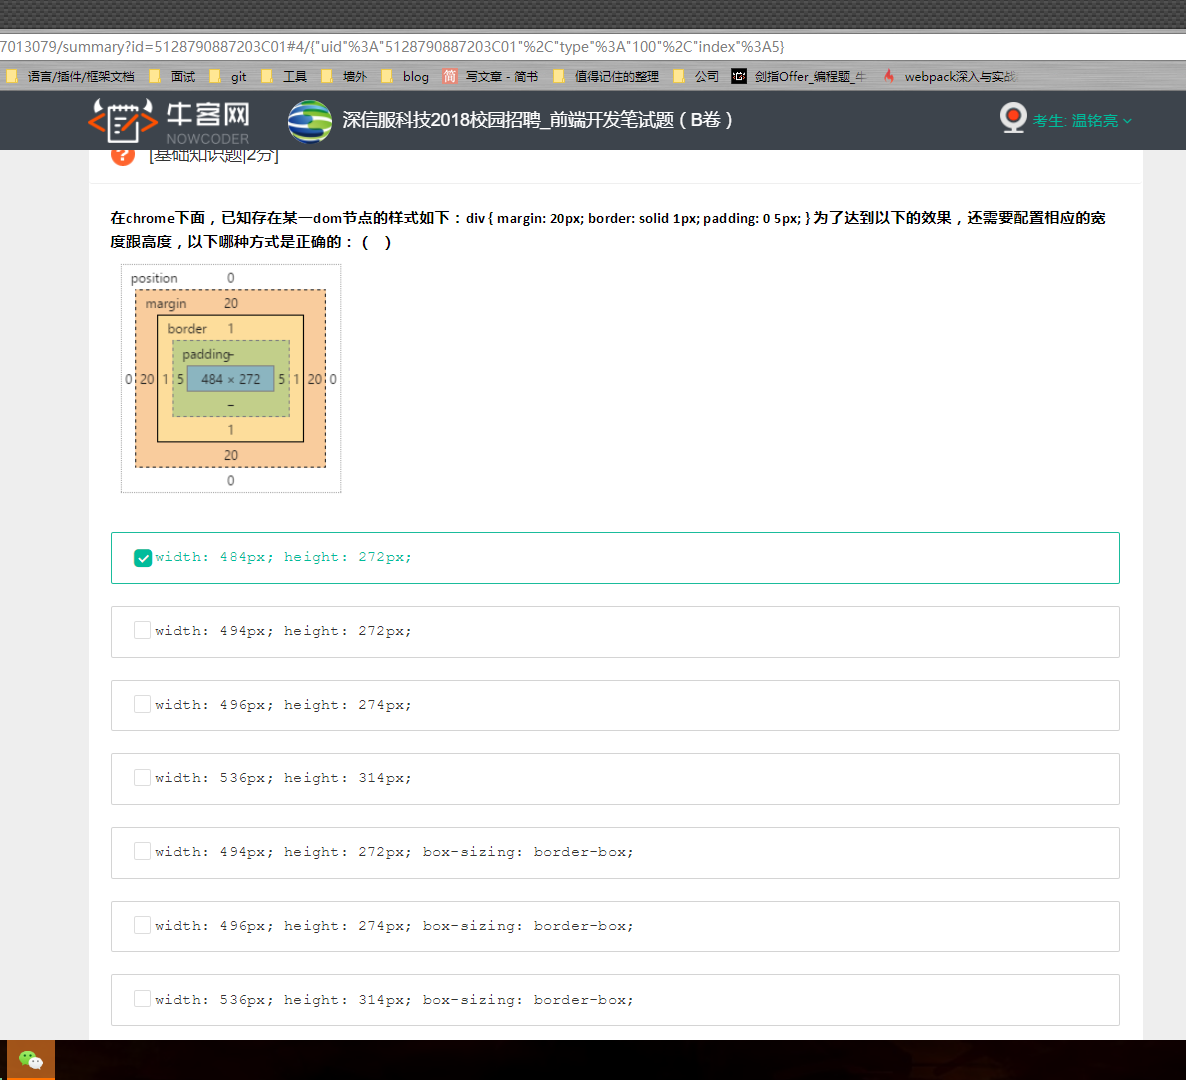 7013079/summary?id=5128790887203C01#4/{"uid"%3A"5128790887203C01"%2C"type"%3A"100"%2C"index"%3A5}
语言/插件/框架文档 面试 git 工具 墙外 blog 简 写文章 - 简书 值得记住的整理 公司 剑指Offer_编程题_牛 webpack深入与实战
牛客网
NOWCODER
深信服科技2018校园招聘_前端开发笔试题（B卷）
考生: 温铭亮
? [基础知识题|2分]
在chrome下面，已知存在某一dom节点的样式如下：div { margin: 20px; border: solid 1px; padding: 0 5px; } 为了达到以下的效果，还需要配置相应的宽
度跟高度，以下哪种方式是正确的：（ ）
position 0
margin 20
border 1
padding –
0 20 1 5 484 × 272 5 1 20 0
–
1
20
0
width: 484px; height: 272px;
width: 494px; height: 272px;
width: 496px; height: 274px;
width: 536px; height: 314px;
width: 494px; height: 272px; box-sizing: border-box;
width: 496px; height: 274px; box-sizing: border-box;
width: 536px; height: 314px; box-sizing: border-box;